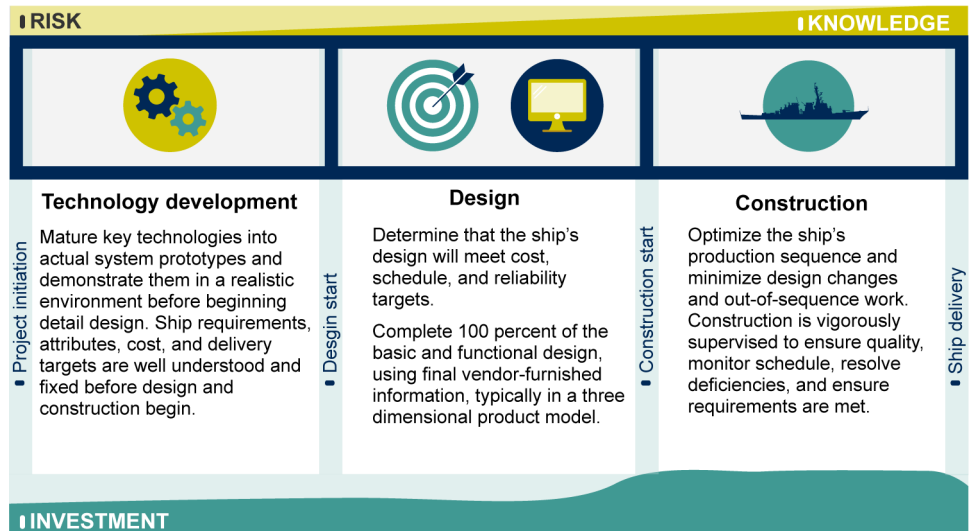 RISK
KNOWLEDGE
Project initiation
Technology development
Mature key technologies into
actual system prototypes and
demonstrate them in a realistic
environment before beginning
detail design. Ship requirements,
attributes, cost, and delivery
targets are well understood and
fixed before design and
construction begin.
Desgin start
Design
Determine that the ship’s
design will meet cost,
schedule, and reliability
targets.
Complete 100 percent of the
basic and functional design,
using final vendor-furnished
information, typically in a three
dimensional product model.
Construction start
Construction
Optimize the ship’s
production sequence and
minimize design changes
and out-of-sequence work.
Construction is vigorously
supervised to ensure quality,
monitor schedule, resolve
deficiencies, and ensure
requirements are met.
Ship delivery
INVESTMENT